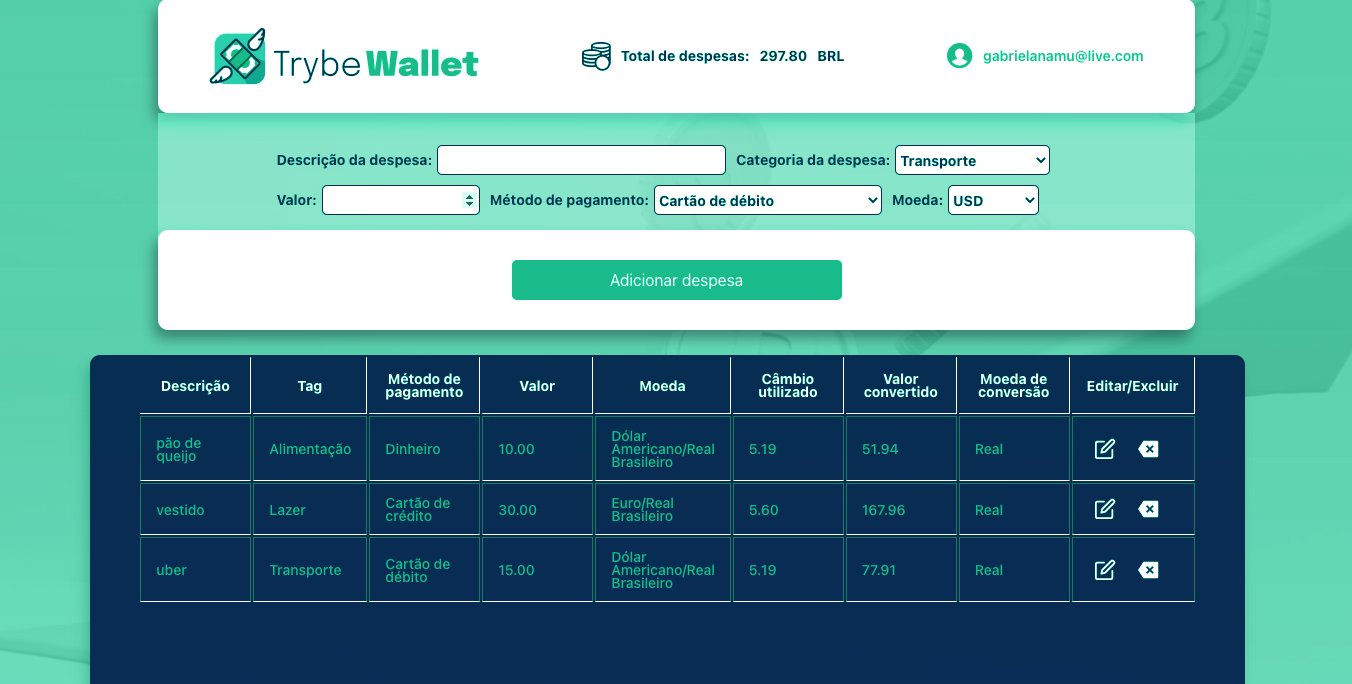 Trybe Wallet
Total de despesas: 297.80 BRL
gabrielanamu@live.com
Descrição da despesa:
Categoria da despesa: Transporte
Valor:
Método de pagamento: Cartão de débito
Moeda: USD
Adicionar despesa
Descrição
Tag
Método de
pagamento
Valor
Moeda
Câmbio
utilizado
Valor
convertido
Moeda de
conversão
Editar/Excluir
pão de
queijo
Alimentação
Dinheiro
10.00
Dólar
Americano/Real
Brasileiro
5.19
51.94
Real
vestido
Lazer
Cartão de
crédito
30.00
Euro/Real
Brasileiro
5.60
167.96
Real
uber
Transporte
Cartão de
débito
15.00
Dólar
Americano/Real
Brasileiro
5.19
77.91
Real